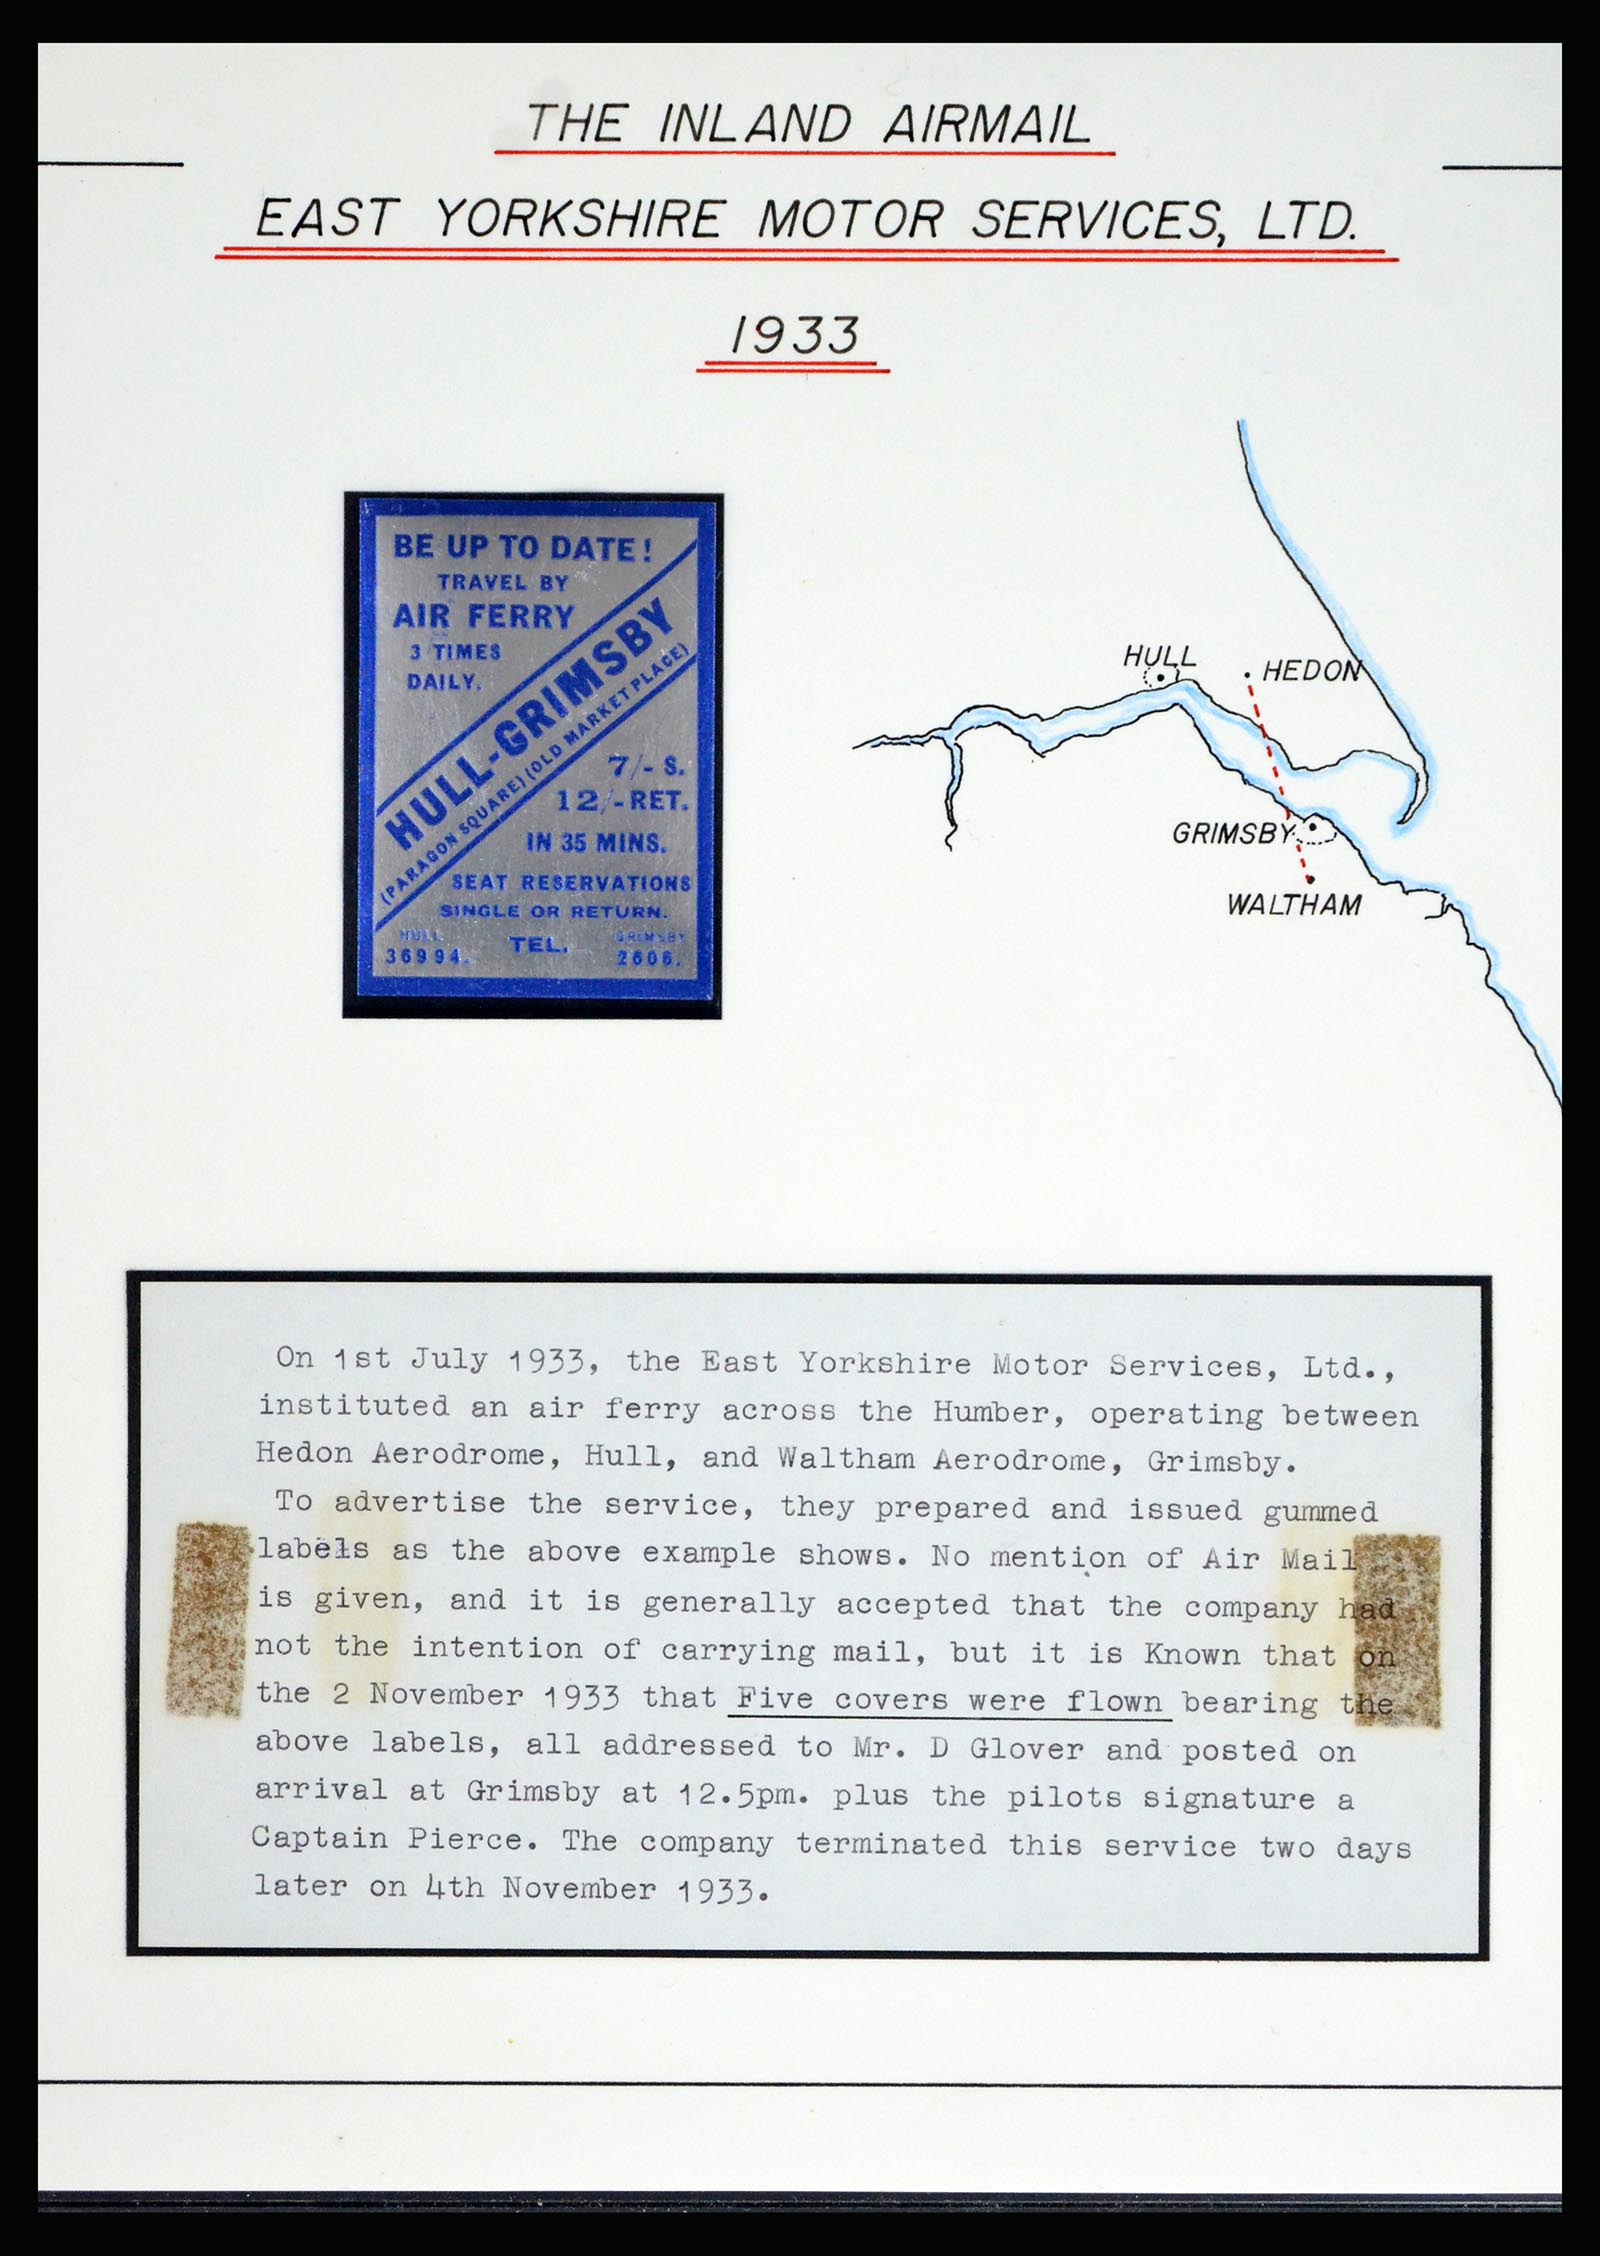 THE INLAND AIRMAIL
EAST YORKSHIRE MOTOR SERVICES, LTD.
1933
BE UP TO DATE!
TRAVEL BY
AIR FERRY
3 TIMES
DAILY.
HULL-GRIMSBY
(PARAGON SQUARE) (OLD MARKET PLACE)
7/- S.
12/- RET.
IN 35 MINS.
SEAT RESERVATIONS
SINGLE OR RETURN.
HULL TEL. GRIMSBY
36994. 2606.
HULL
HEDON
GRIMSBY
WALTHAM
On 1st July 1933, the East Yorkshire Motor Services, Ltd.,
instituted an air ferry across the Humber, operating between
Hedon Aerodrome, Hull, and Waltham Aerodrome, Grimsby.
To advertise the service, they prepared and issued gummed
labels as the above example shows. No mention of Air Mail
is given, and it is generally accepted that the company had
not the intention of carrying mail, but it is Known that on
the 2 November 1933 that Five covers were flown bearing the
above labels, all addressed to Mr. D Glover and posted on
arrival at Grimsby at 12.5pm. plus the pilots signature a
Captain Pierce. The company terminated this service two days
later on 4th November 1933.